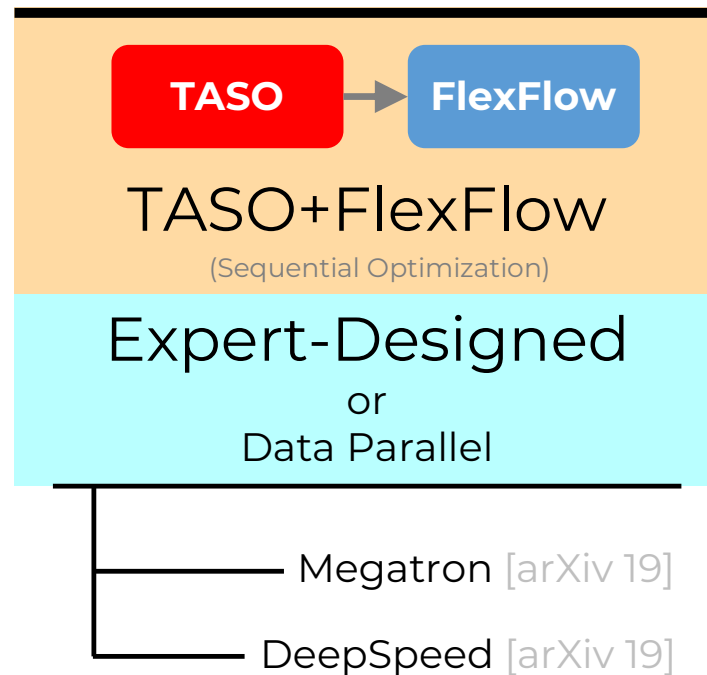 TASO FlexFlow
TASO+FlexFlow
(Sequential Optimization)
Expert-Designed
or
Data Parallel
Megatron [arXiv 19]
DeepSpeed [arXiv 19]